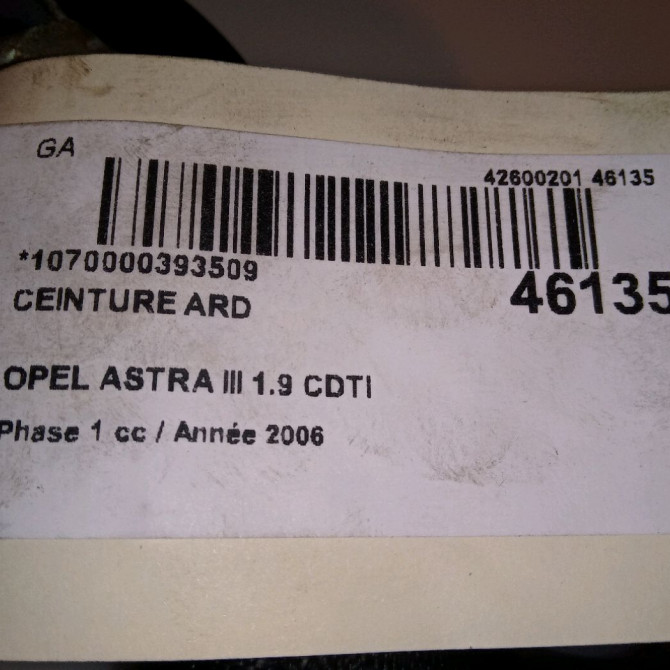 GA
42600201 46135
*1070000393509
46135
CEINTURE ARD
OPEL ASTRA III 1.9 CDTI
Phase 1 cc / Année 2006